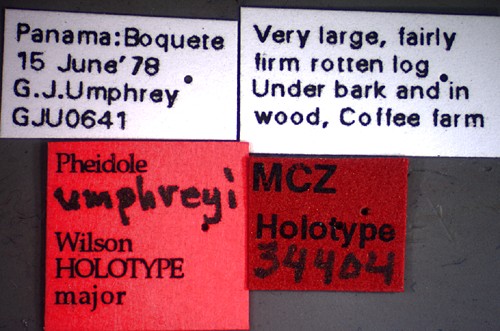 Panama:Boquete
15 June'78
G.J.Umphrey
GJU0641
Very large, fairly
firm rotten log
Under bark and in
wood, Coffee farm
Pheidole
umphreyi
Wilson
HOLOTYPE
major
MCZ
Holotype
34404